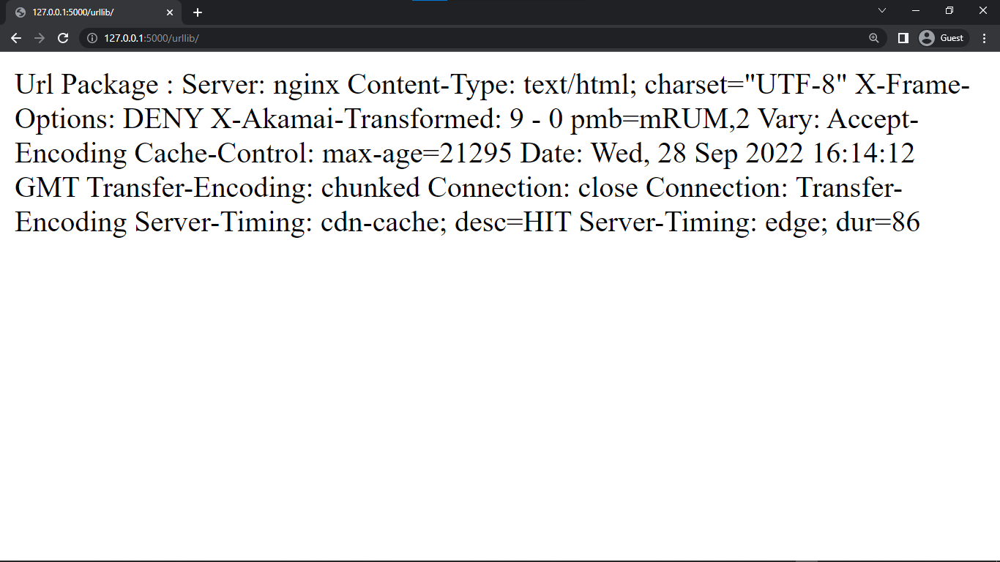 127.0.0.1:5000/urllib/
127.0.0.1:5000/urllib/
Guest
Url Package : Server: nginx Content-Type: text/html; charset="UTF-8" X-Frame-
Options: DENY X-Akamai-Transformed: 9 - 0 pmb=mRUM,2 Vary: Accept-
Encoding Cache-Control: max-age=21295 Date: Wed, 28 Sep 2022 16:14:12
GMT Transfer-Encoding: chunked Connection: close Connection: Transfer-
Encoding Server-Timing: cdn-cache; desc=HIT Server-Timing: edge; dur=86